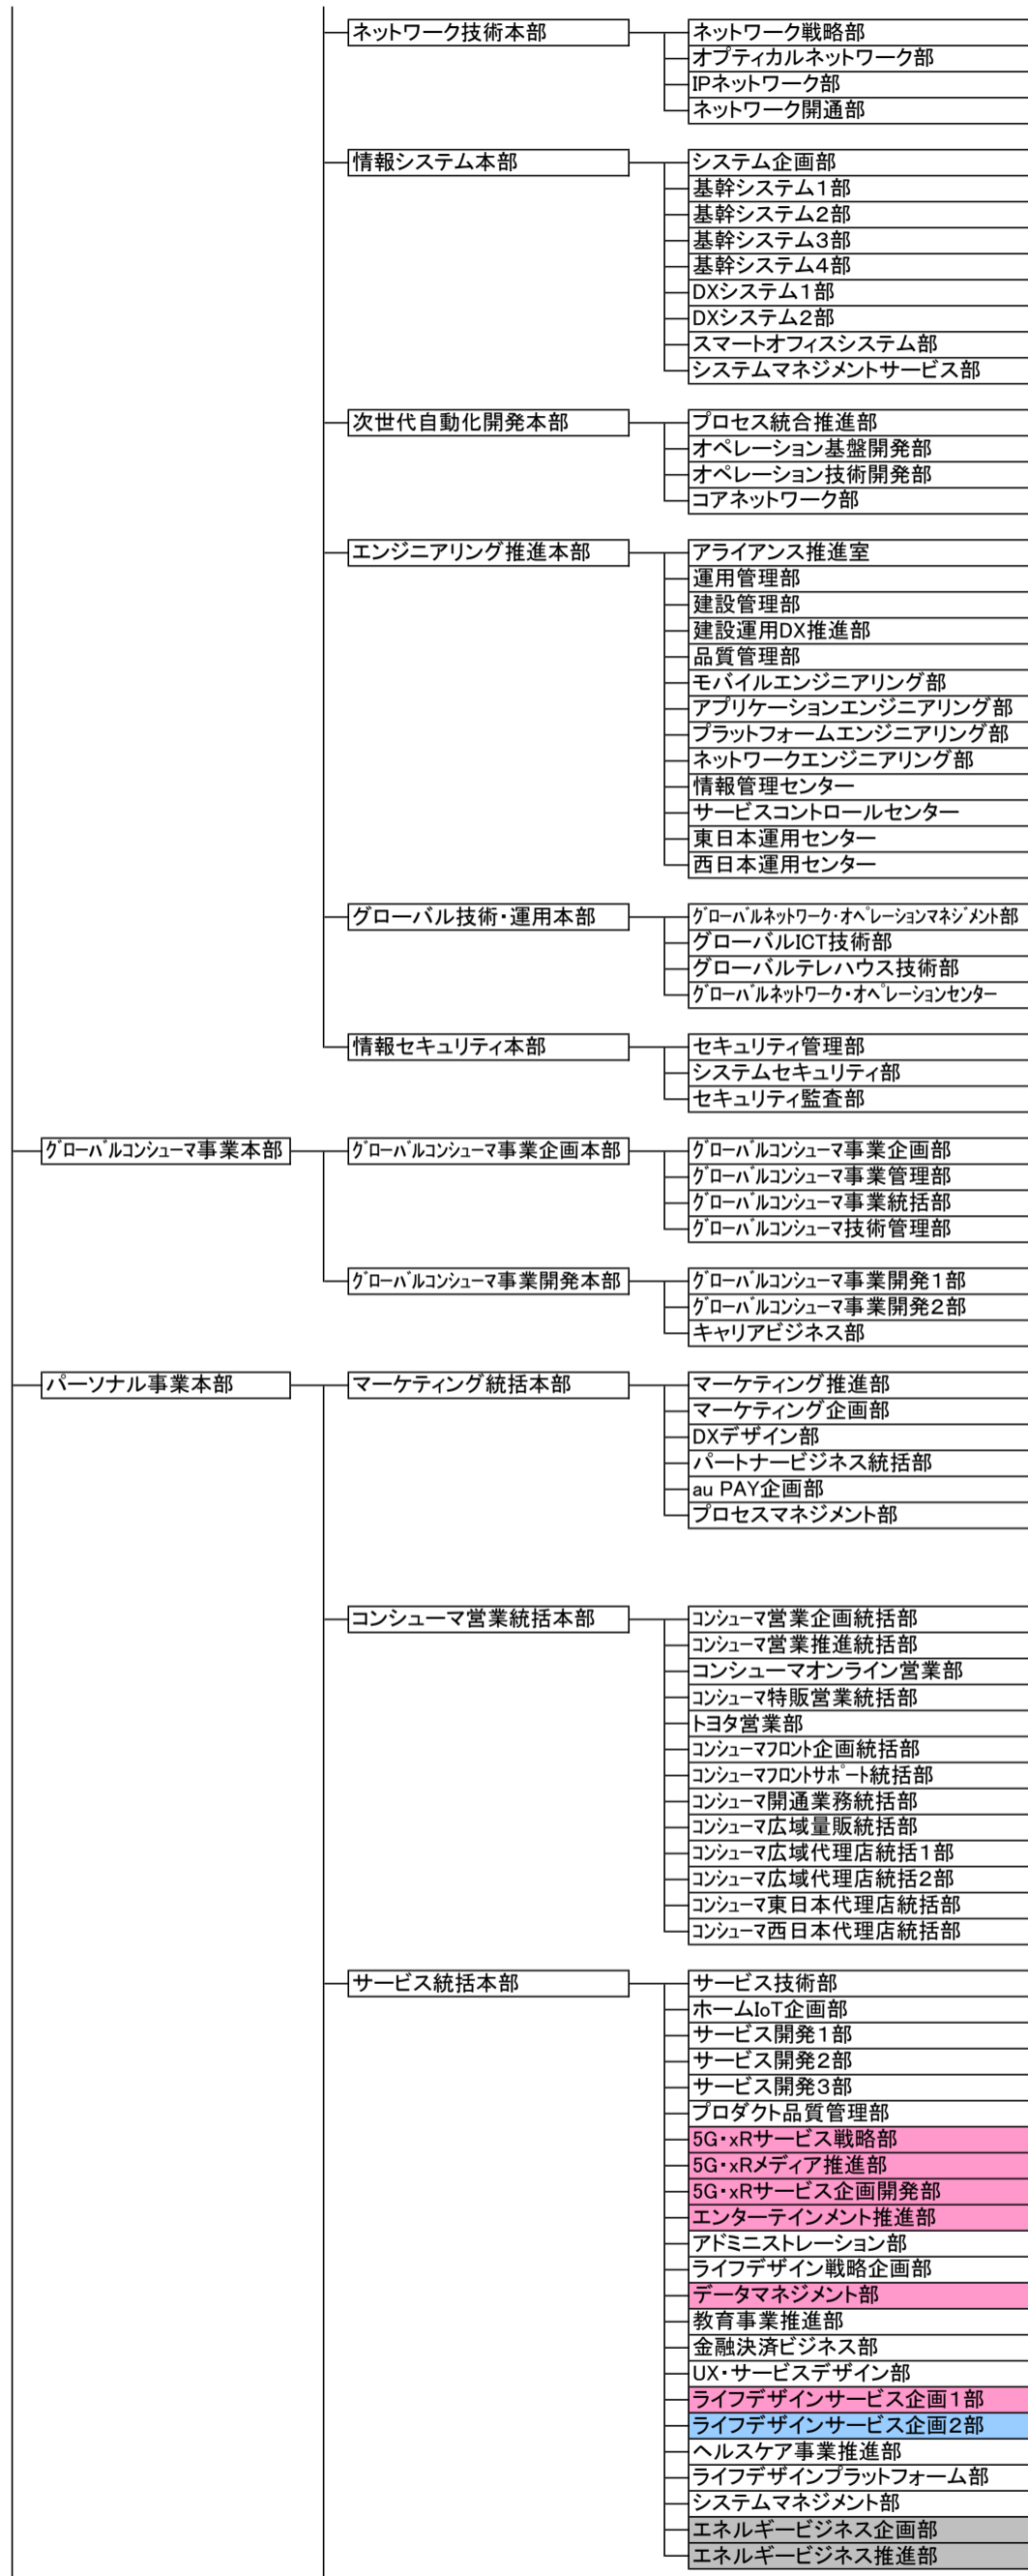 ネットワーク技術本部
ネットワーク戦略部
オプティカルネットワーク部
IPネットワーク部
ネットワーク開通部
情報システム本部
システム企画部
基幹システム1部
基幹システム2部
基幹システム3部
基幹システム4部
DXシステム1部
DXシステム2部
スマートオフィスシステム部
システムマネジメントサービス部
次世代自動化開発本部
プロセス統合推進部
オペレーション基盤開発部
オペレーション技術開発部
コアネットワーク部
エンジニアリング推進本部
アライアンス推進室
運用管理部
建設管理部
建設運用DX推進部
品質管理部
モバイルエンジニアリング部
アプリケーションエンジニアリング部
プラットフォームエンジニアリング部
ネットワークエンジニアリング部
情報管理センター
サービスコントロールセンター
東日本運用センター
西日本運用センター
グローバル技術・運用本部
グローバルネットワーク・オペレーションマネジメント部
グローバルICT技術部
グローバルテレハウス技術部
グローバルネットワーク・オペレーションセンター
情報セキュリティ本部
セキュリティ管理部
システムセキュリティ部
セキュリティ監査部
グローバルコンシューマ事業本部
グローバルコンシューマ事業企画本部
グローバルコンシューマ事業企画部
グローバルコンシューマ事業管理部
グローバルコンシューマ事業統括部
グローバルコンシューマ技術管理部
グローバルコンシューマ事業開発本部
グローバルコンシューマ事業開発1部
グローバルコンシューマ事業開発2部
キャリアビジネス部
パーソナル事業本部
マーケティング統括本部
マーケティング推進部
マーケティング企画部
DXデザイン部
パートナービジネス統括部
au PAY企画部
プロセスマネジメント部
コンシューマ営業統括本部
コンシューマ営業企画統括部
コンシューマ営業推進統括部
コンシューマオンライン営業部
コンシューマ特販営業統括部
トヨタ営業部
コンシューマフロント企画統括部
コンシューマフロントサポート統括部
コンシューマ開通業務統括部
コンシューマ広域量販統括部
コンシューマ広域代理店統括1部
コンシューマ広域代理店統括2部
コンシューマ東日本代理店統括部
コンシューマ西日本代理店統括部
サービス統括本部
サービス技術部
ホームIoT企画部
サービス開発1部
サービス開発2部
サービス開発3部
プロダクト品質管理部
5G・xRサービス戦略部
5G・xRメディア推進部
5G・xRサービス企画開発部
エンターテインメント推進部
アドミニストレーション部
ライフデザイン戦略企画部
データマネジメント部
教育事業推進部
金融決済ビジネス部
UX・サービスデザイン部
ライフデザインサービス企画1部
ライフデザインサービス企画2部
ヘルスケア事業推進部
ライフデザインプラットフォーム部
システムマネジメント部
エネルギービジネス企画部
エネルギービジネス推進部